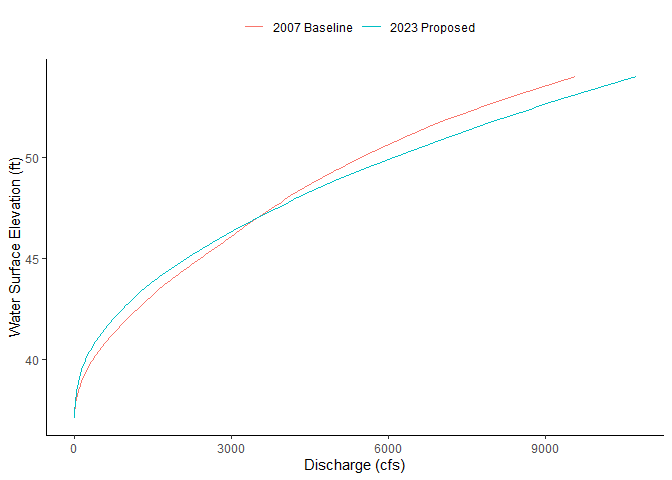 2007 Baseline 2023 Proposed
Water Surface Elevation (ft)
50
45
40
0 3000 6000 9000
Discharge (cfs)